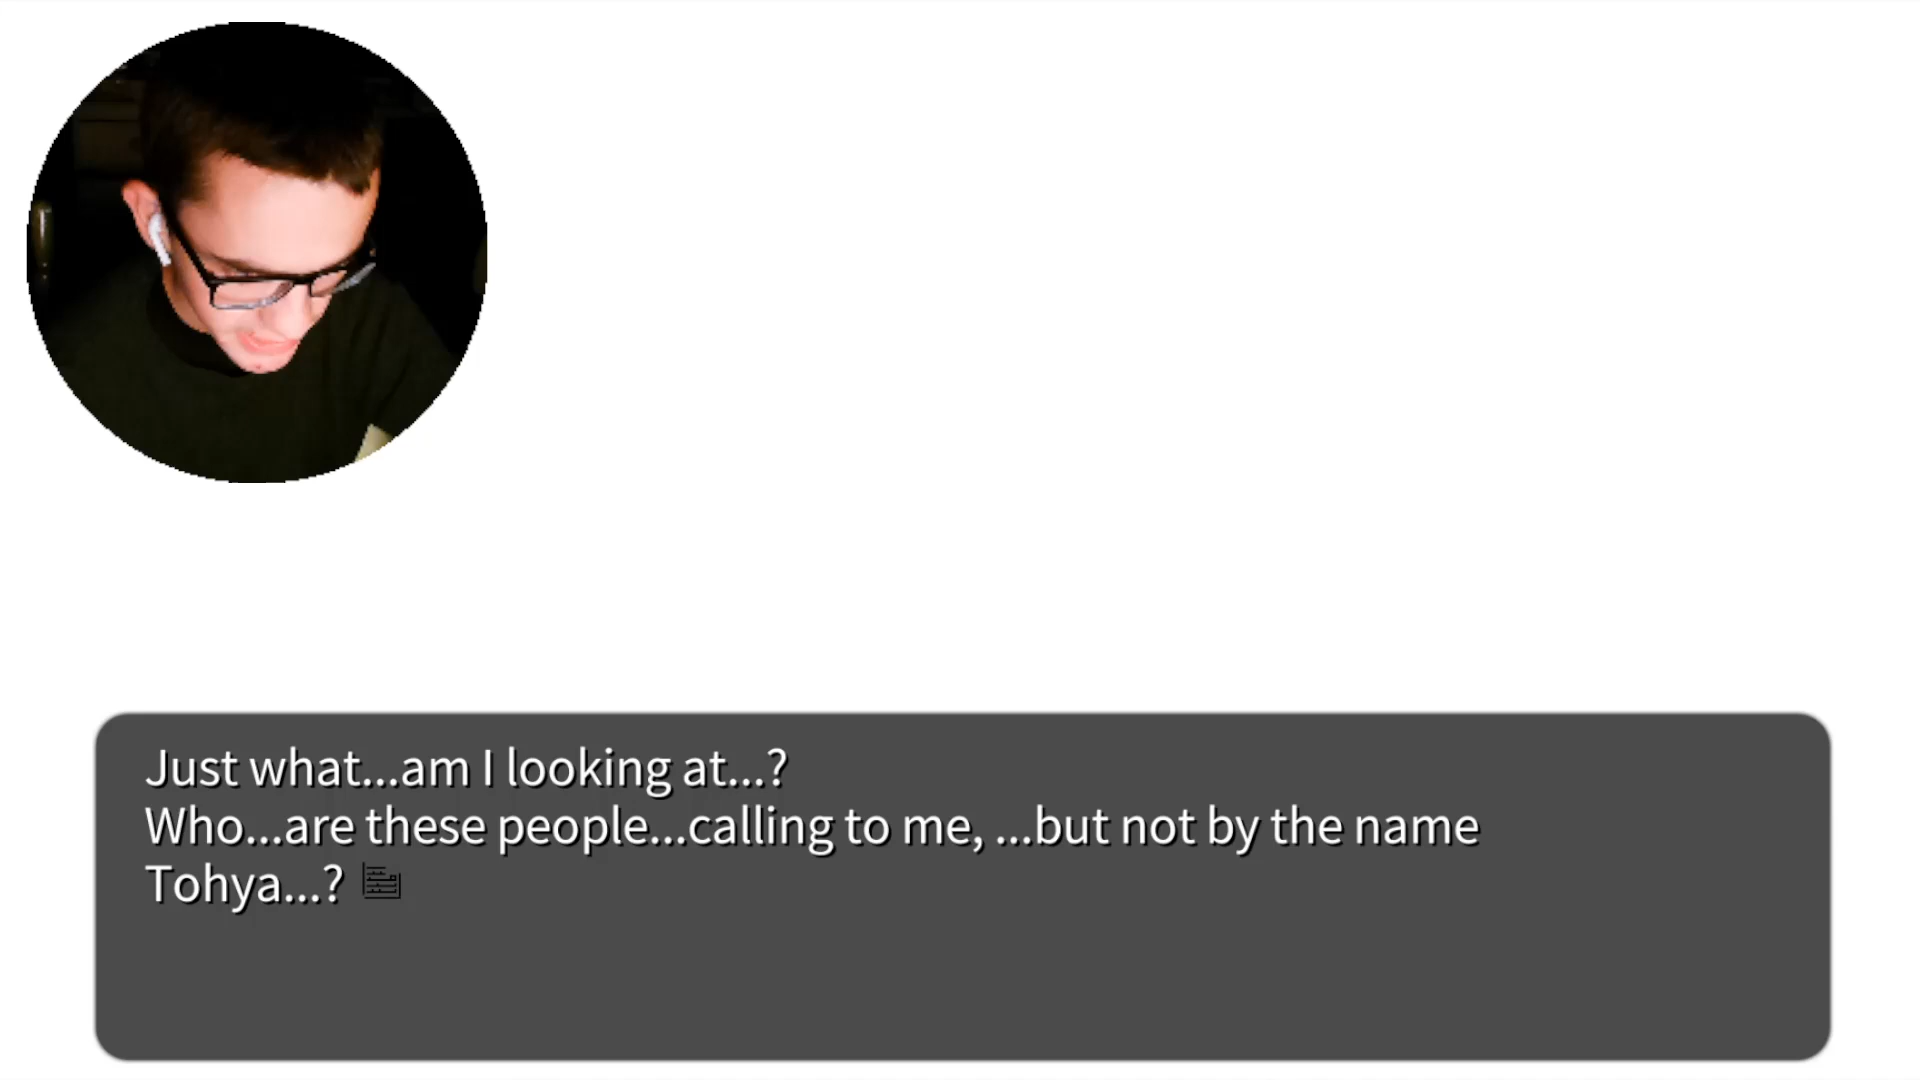 Just what...am I looking at...?
Who...are these people...calling to me, ...but not by the name
Tohya...?